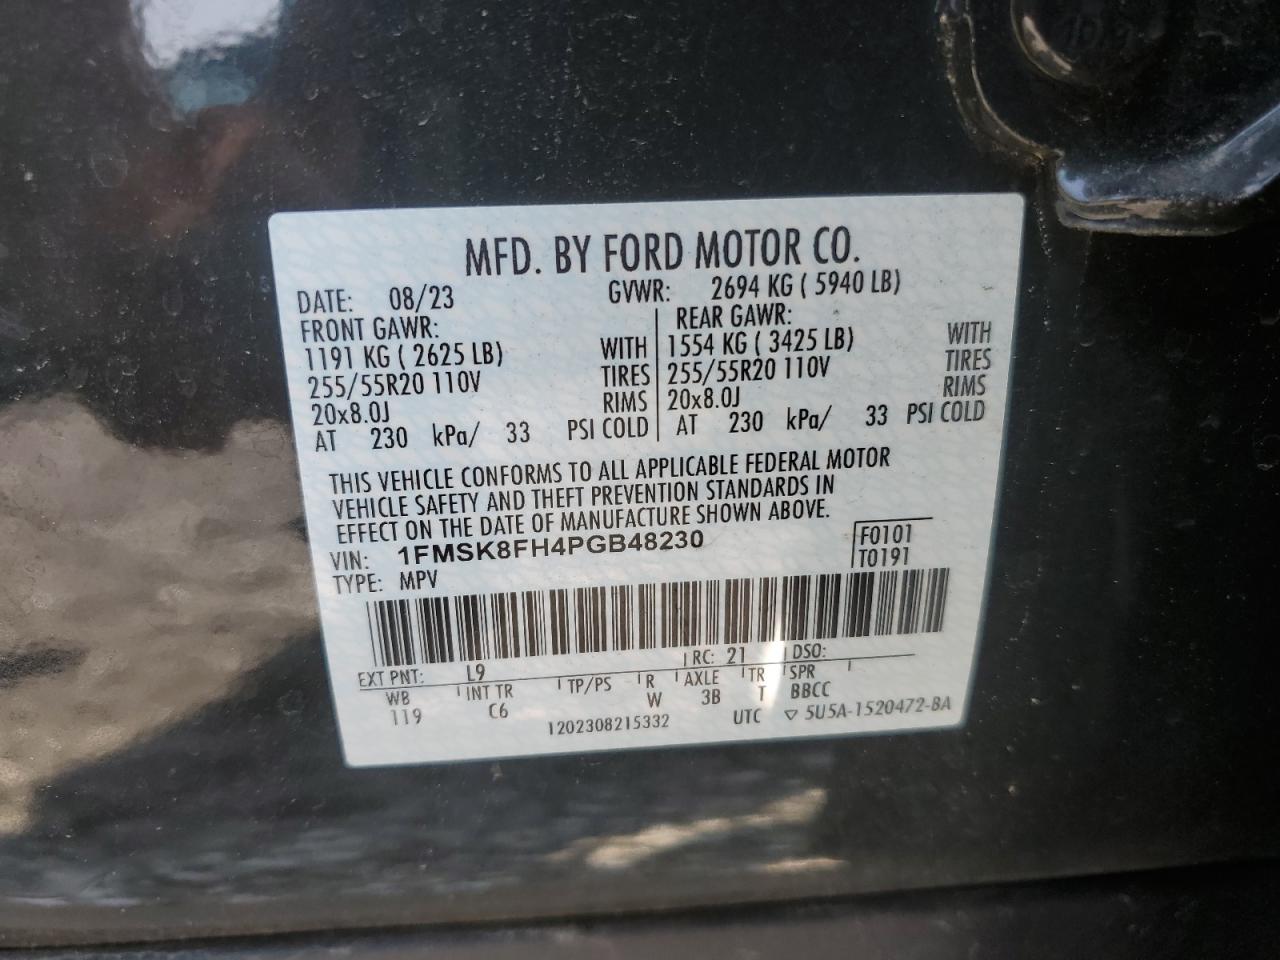 MFD. BY FORD MOTOR CO.
DATE: 08/23 GVWR: 2694 KG ( 5940 LB)
FRONT GAWR: REAR GAWR:
1191 KG ( 2625 LB) WITH 1554 KG ( 3425 LB) WITH
255/55R20 110V TIRES 255/55R20 110V TIRES
20x8.0J RIMS 20x8.0J RIMS
AT 230 kPa/ 33 PSI COLD AT 230 kPa/ 33 PSI COLD
THIS VEHICLE CONFORMS TO ALL APPLICABLE FEDERAL MOTOR
VEHICLE SAFETY AND THEFT PREVENTION STANDARDS IN
EFFECT ON THE DATE OF MANUFACTURE SHOWN ABOVE.
VIN: 1FMSK8FH4PGB48230 F0101
TYPE: MPV T0191
EXT PNT: L9 RC: 21 DSO:
WB INT TR TP/PS R AXLE TR SPR
119 C6 W 3B T BBCC
1202308215332 UTC ▽ 5U5A-1520472-BA